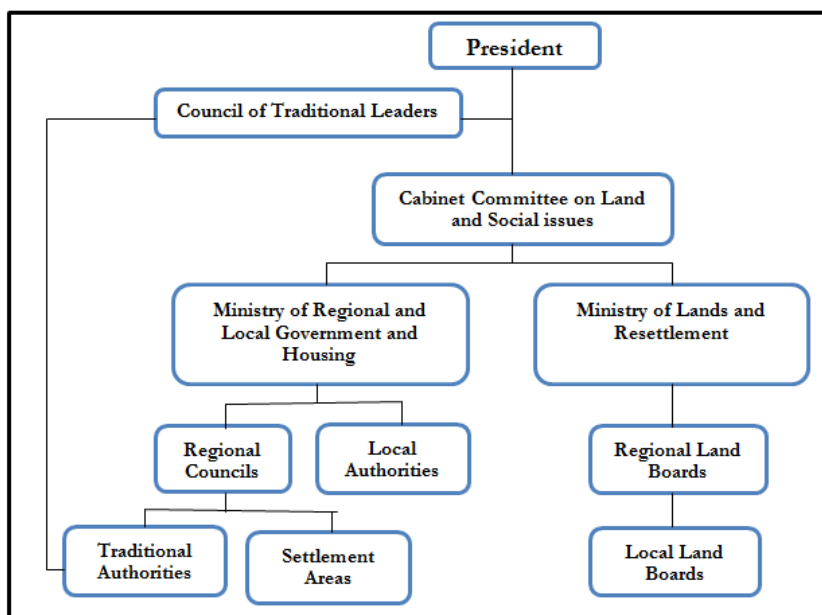 President
Council of Traditional Leaders
Cabinet Committee on Land
and Social issues
Ministry of Regional and
Local Government and
Housing
Ministry of Lands and
Resettlement
Regional
Councils
Local
Authorities
Regional Land
Boards
Traditional
Authorities
Settlement
Areas
Local Land
Boards